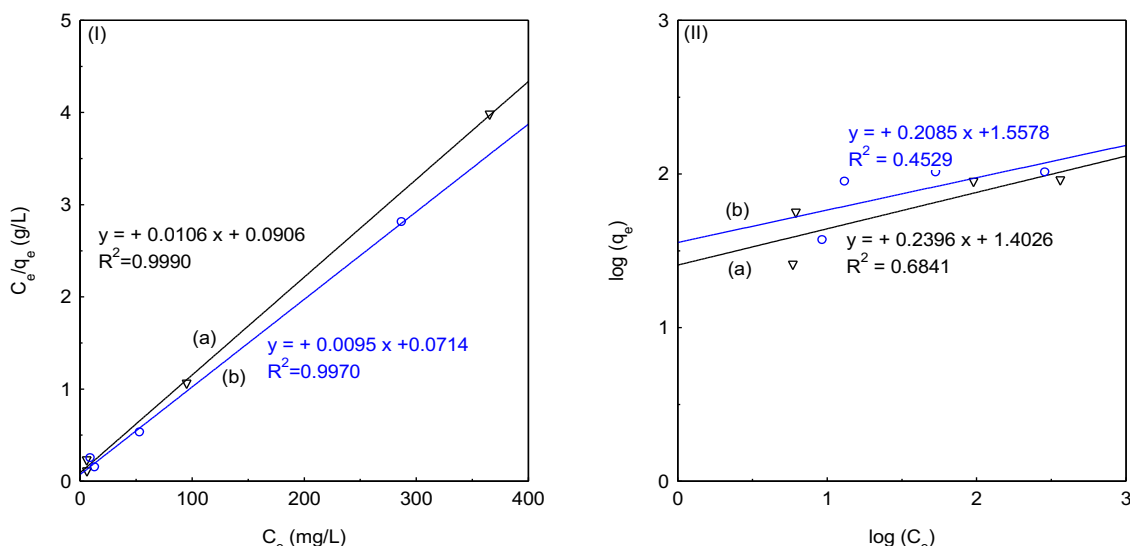 (I)
5
4
3
2
1
0
C_e/q_e (g/L)
y = + 0.0106 x + 0.0906
R²=0.9990
(a)
y = + 0.0095 x +0.0714
R²=0.9970
(b)
0 100 200 300 400
C_e (mg/L)
(II)
3
2
1
0
log (q_e)
y = + 0.2085 x +1.5578
R² = 0.4529
(b)
y = + 0.2396 x + 1.4026
R² = 0.6841
(a)
0 1 2 3
log (C_e)